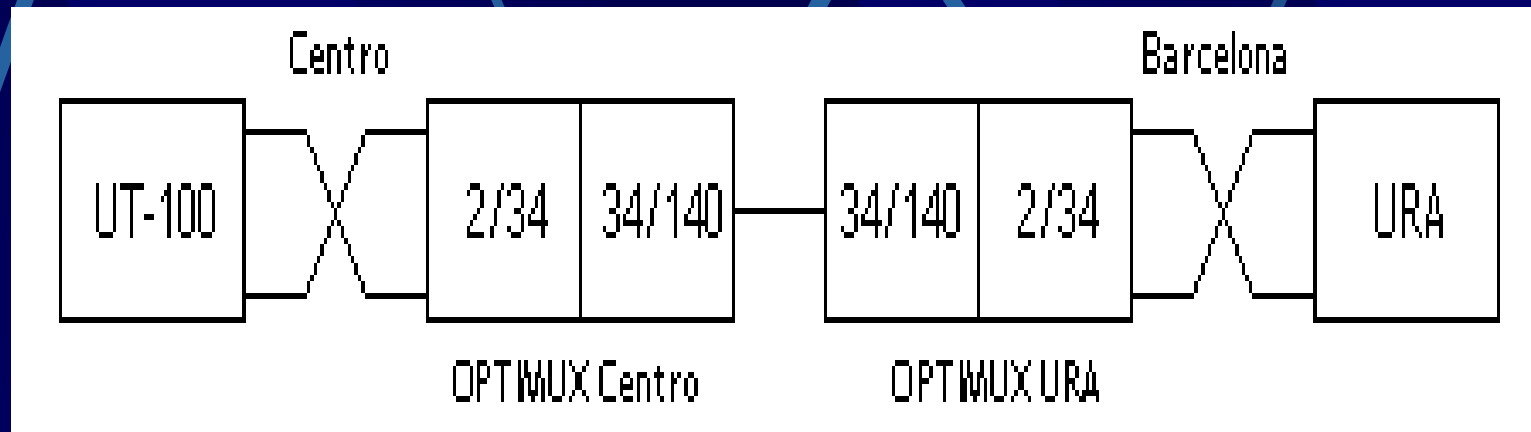 Centro
Barcelona
UT-100
2/34
34/140
34/140
2/34
URA
OPTIMUX Centro
OPTIMUX URA